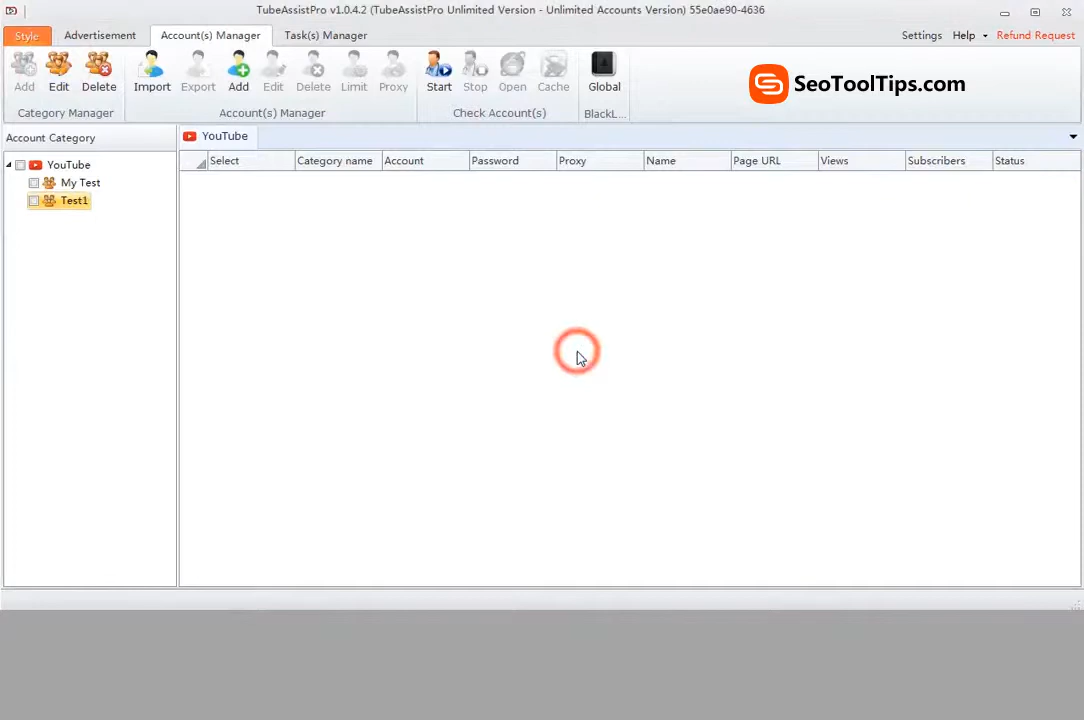 TubeAssistPro v1.0.4.2 (TubeAssistPro Unlimited Version - Unlimited Accounts Version) 55e0ae90-4636
Style Advertisement Account(s) Manager Task(s) Manager Settings Help Refund Request
Add Edit Delete Import Export Add Edit Delete Limit Proxy Start Stop Open Cache Global
SeoToolTips.com
Category Manager Account(s) Manager Check Account(s) BlackL...
Account Category YouTube
Select Category name Account Password Proxy Name Page URL Views Subscribers Status
YouTube
My Test
Test1